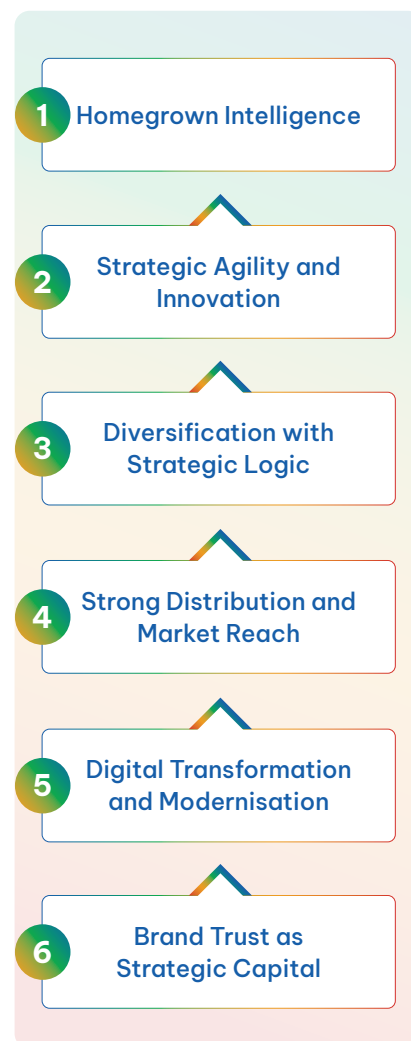 1 Homegrown Intelligence
2 Strategic Agility and
Innovation
3 Diversification with
Strategic Logic
4 Strong Distribution and
Market Reach
5 Digital Transformation
and Modernisation
6 Brand Trust as
Strategic Capital